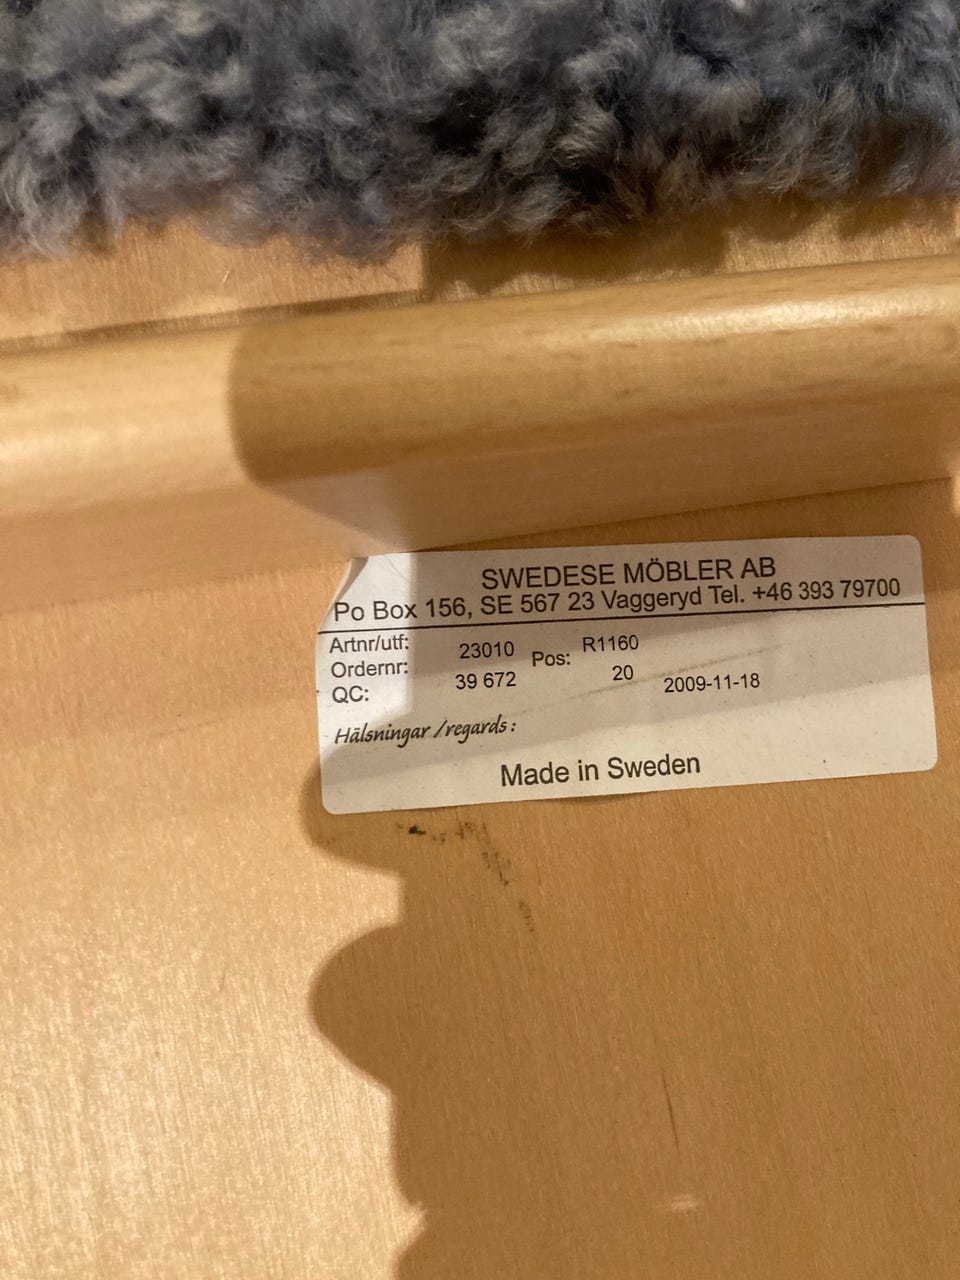 SWEDESE MÖBLER AB
Po Box 156, SE 567 23 Vaggeryd Tel. +46 393 79700
Artnr/utf: 23010 R1160
Ordernr: 39 672 Pos: 20 2009-11-18
QC:
Hälsningar /regards :
Made in Sweden